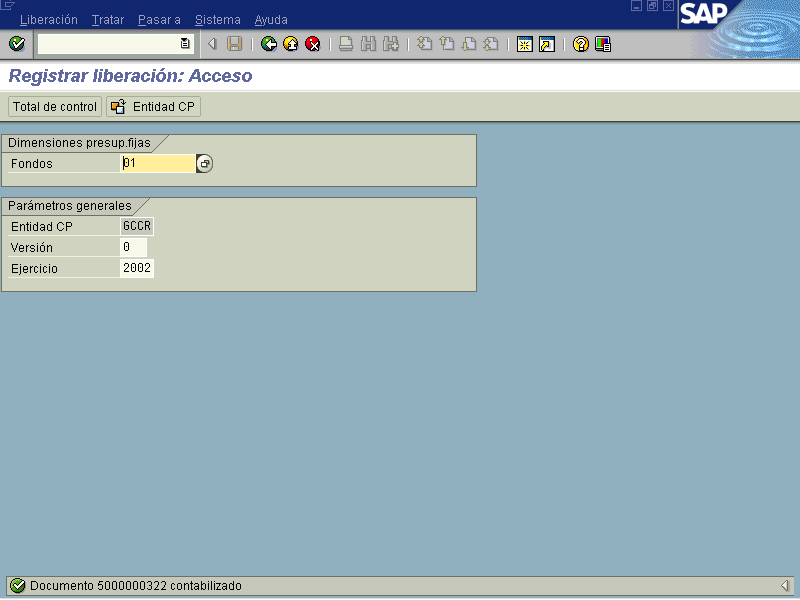 Liberación Tratar Pasar a Sistema Ayuda
SAP
Registrar liberación: Acceso
Total de control Entidad CP
Dimensiones presup.fijas
Fondos 01
Parámetros generales
Entidad CP GCCR
Versión 0
Ejercicio 2002
Documento 5000000322 contabilizado